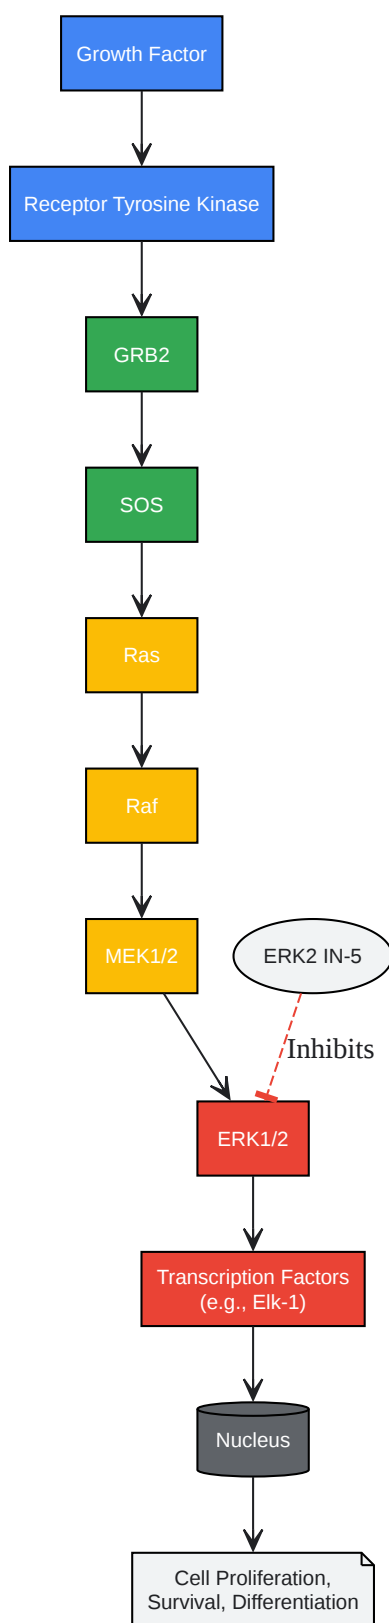 Growth Factor
Receptor Tyrosine Kinase
GRB2
SOS
Ras
Raf
MEK1/2
ERK2 IN-5
Inhibits
ERK1/2
Transcription Factors
(e.g., Elk-1)
Nucleus
Cell Proliferation,
Survival, Differentiation